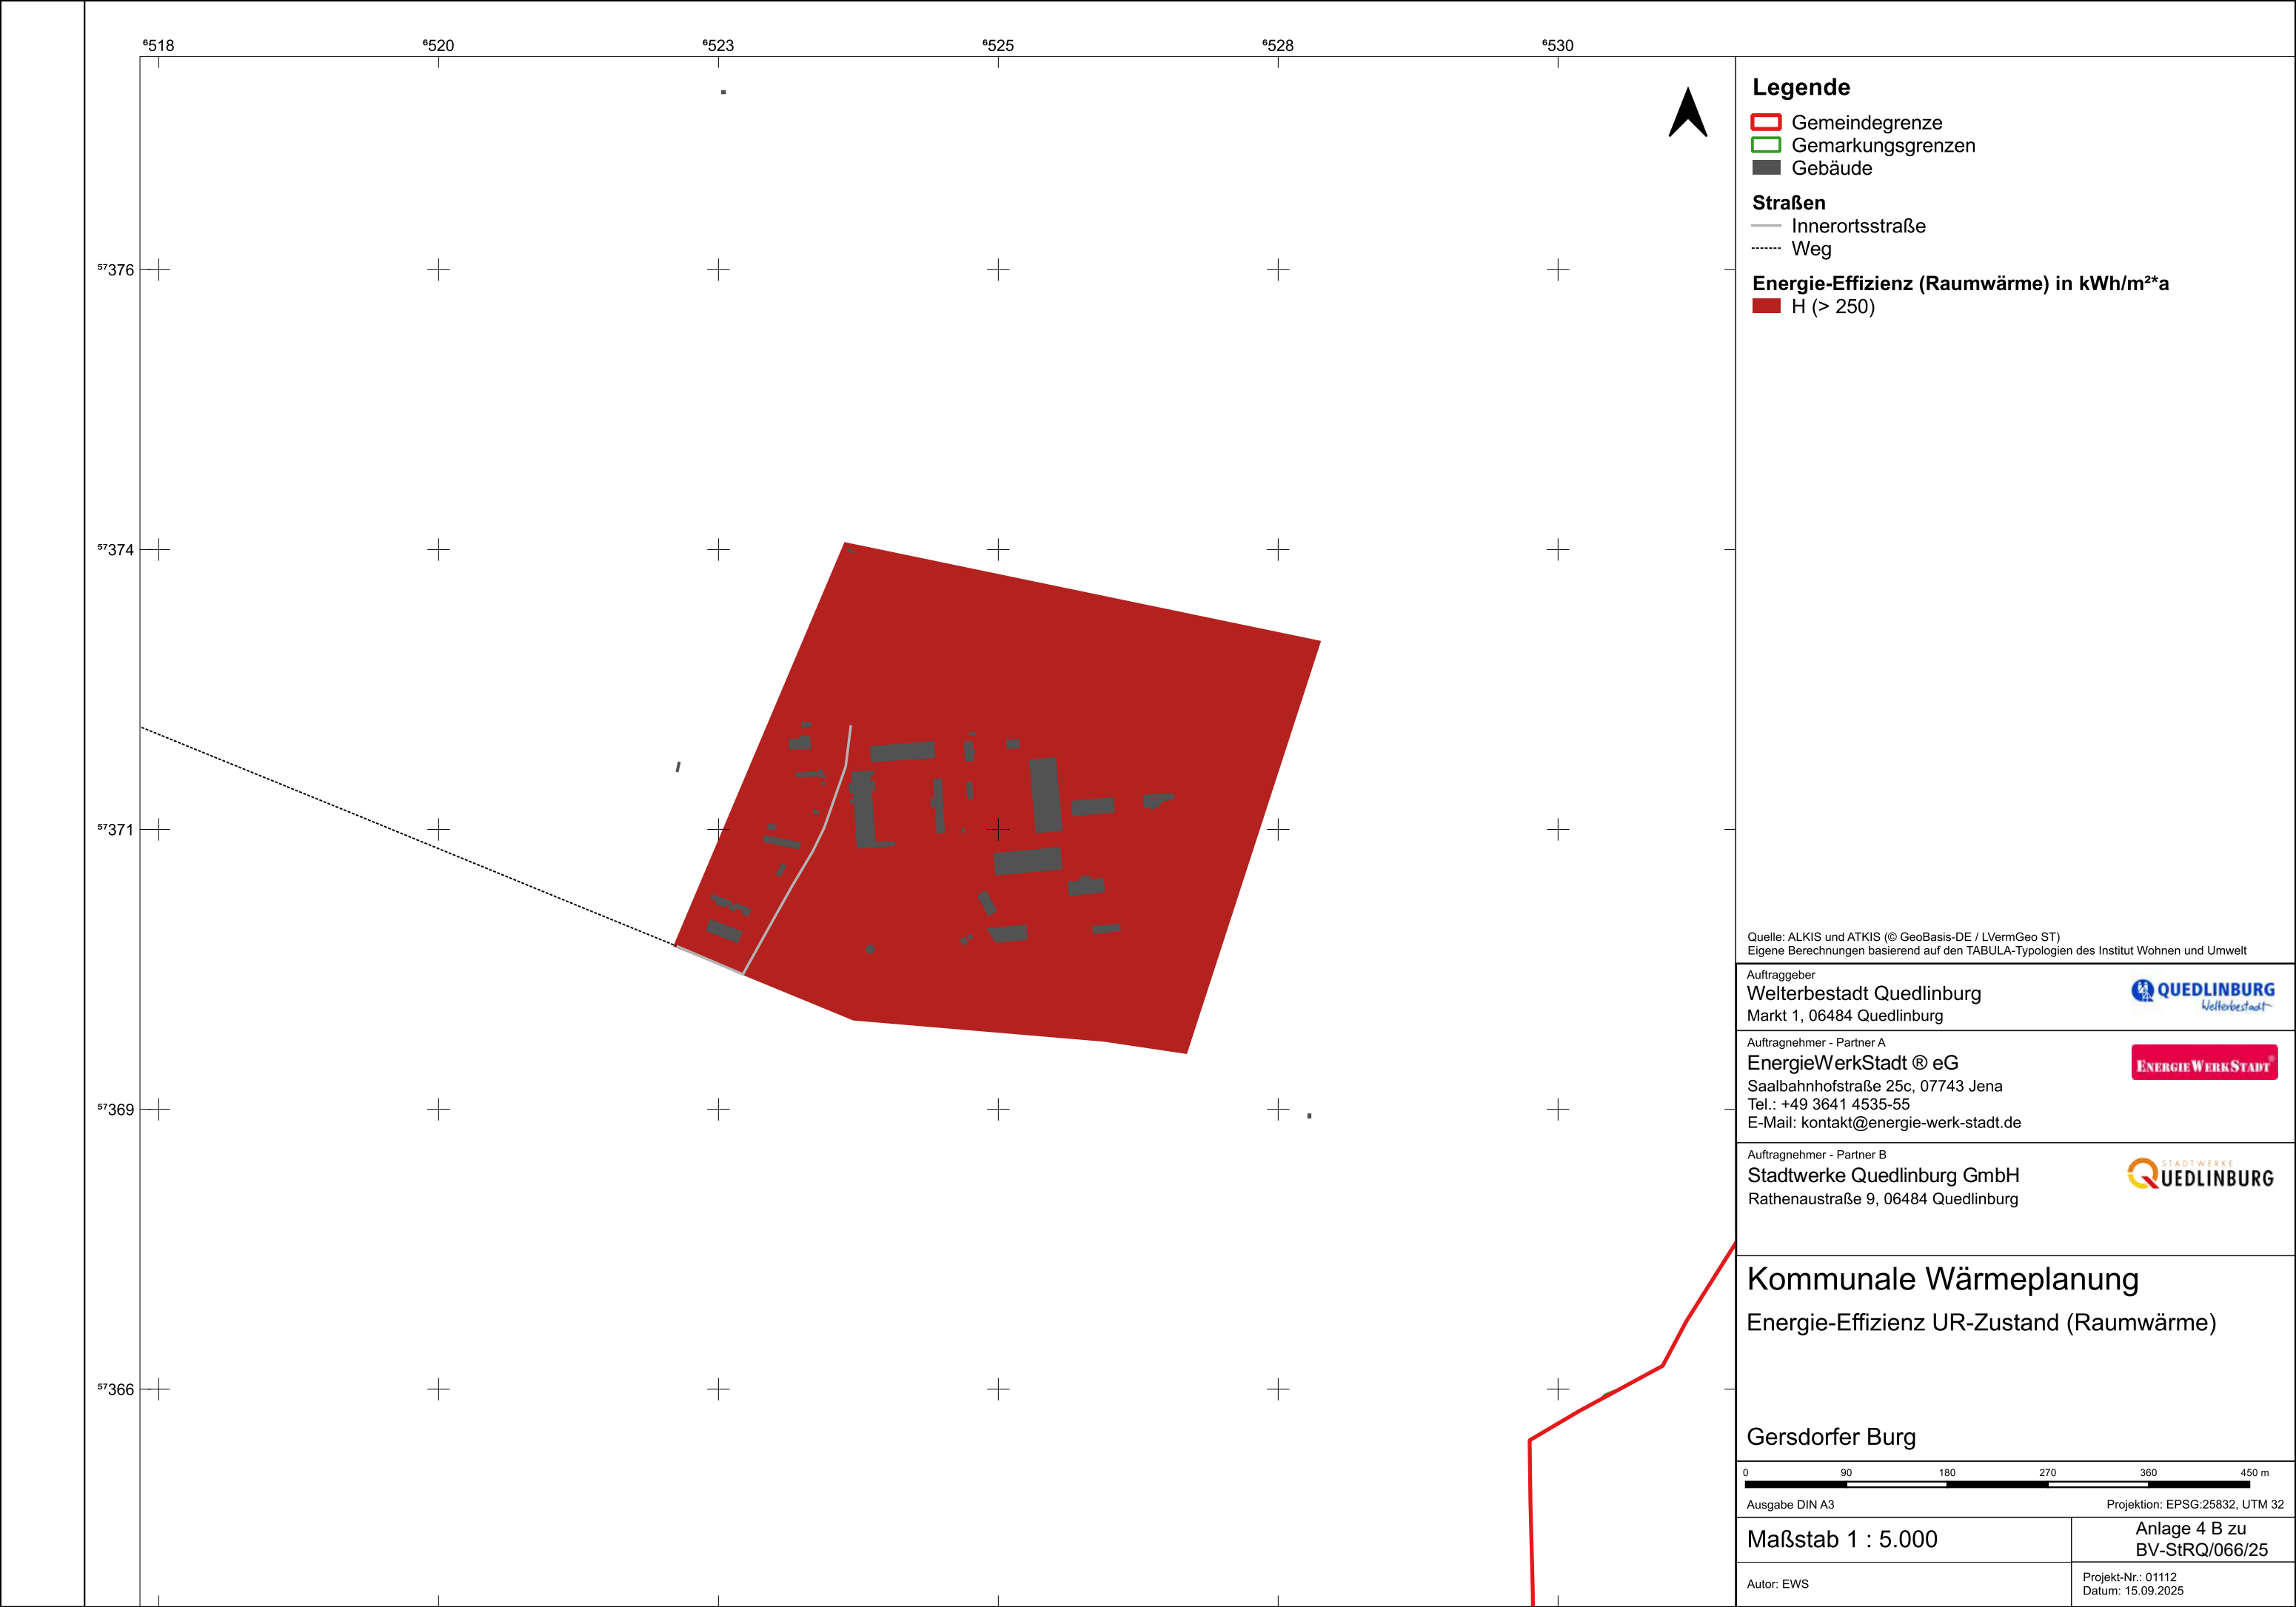 ⁶518 ⁶520 ⁶523 ⁶525 ⁶528 ⁶530
⁵⁷376
⁵⁷374
⁵⁷371
⁵⁷369
⁵⁷366
Legende
Gemeindegrenze
Gemarkungsgrenzen
Gebäude
Straßen
Innerortsstraße
Weg
Energie-Effizienz (Raumwärme) in kWh/m²*a
H (> 250)
Quelle: ALKIS und ATKIS (© GeoBasis-DE / LVermGeo ST)
Eigene Berechnungen basierend auf den TABULA-Typologien des Institut Wohnen und Umwelt
Auftraggeber
Welterbestadt Quedlinburg
Markt 1, 06484 Quedlinburg
QUEDLINBURG
Welterbestadt
Auftragnehmer - Partner A
EnergieWerkStadt ® eG
Saalbahnhofstraße 25c, 07743 Jena
Tel.: +49 3641 4535-55
E-Mail: kontakt@energie-werk-stadt.de
ENERGIEWERKSTADT®
Auftragnehmer - Partner B
Stadtwerke Quedlinburg GmbH
Rathenaustraße 9, 06484 Quedlinburg
STADTWERKE
QUEDLINBURG
Kommunale Wärmeplanung
Energie-Effizienz UR-Zustand (Raumwärme)
Gersdorfer Burg
0 90 180 270 360 450 m
Ausgabe DIN A3 Projektion: EPSG:25832, UTM 32
Maßstab 1 : 5.000
Anlage 4 B zu
BV-StRQ/066/25
Autor: EWS
Projekt-Nr.: 01112
Datum: 15.09.2025